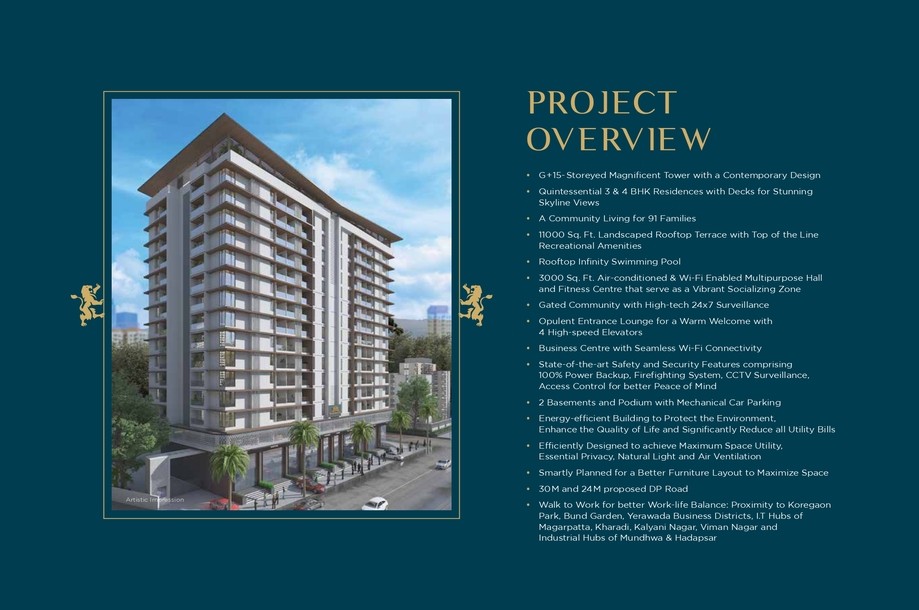 PROJECT
OVERVIEW
• G+15-Storeyed Magnificent Tower with a Contemporary Design
• Quintessential 3 & 4 BHK Residences with Decks for Stunning
Skyline Views
• A Community Living for 91 Families
• 11000 Sq. Ft. Landscaped Rooftop Terrace with Top of the Line
Recreational Amenities
• Rooftop Infinity Swimming Pool
• 3000 Sq. Ft. Air-conditioned & Wi-Fi Enabled Multipurpose Hall
and Fitness Centre that serve as a Vibrant Socializing Zone
• Gated Community with High-tech 24x7 Surveillance
• Opulent Entrance Lounge for a Warm Welcome with
4 High-speed Elevators
• Business Centre with Seamless Wi-Fi Connectivity
• State-of-the-art Safety and Security Features comprising
100% Power Backup, Firefighting System, CCTV Surveillance,
Access Control for better Peace of Mind
• 2 Basements and Podium with Mechanical Car Parking
• Energy-efficient Building to Protect the Environment,
Enhance the Quality of Life and Significantly Reduce all Utility Bills
• Efficiently Designed to achieve Maximum Space Utility,
Essential Privacy, Natural Light and Air Ventilation
• Smartly Planned for a Better Furniture Layout to Maximize Space
• 30M and 24M proposed DP Road
• Walk to Work for better Work-life Balance: Proximity to Koregaon
Park, Bund Garden, Yerawada Business Districts, I.T Hubs of
Magarpatta, Kharadi, Kalyani Nagar, Viman Nagar and
Industrial Hubs of Mundhwa & Hadapsar
Artistic Impression